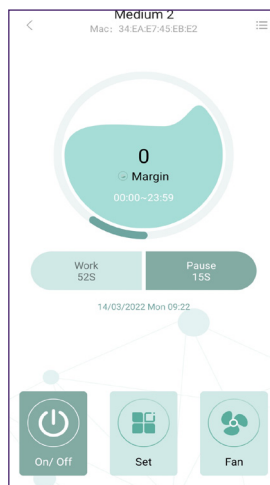 Medium 2
Mac: 34:EA:E7:45:EB:E2
0
Margin
00:00~23:59
Work
52S
Pause
15S
14/03/2022 Mon 09:22
On/ Off
Set
Fan